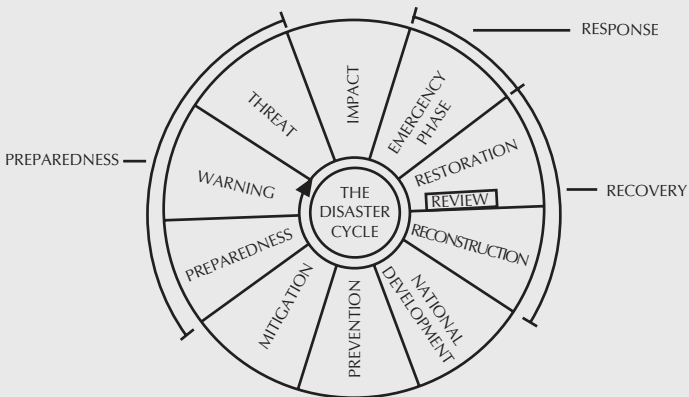 RESPONSE
IMPACT
EMERGENCY
PHASE
THREAT
RESTORATION
PREPAREDNESS
WARNING
THE
DISASTER
CYCLE
REVIEW
RECOVERY
PREPAREDNESS
RECONSTRUCTION
MITIGATION
PREVENTION
NATIONAL
DEVELOPMENT